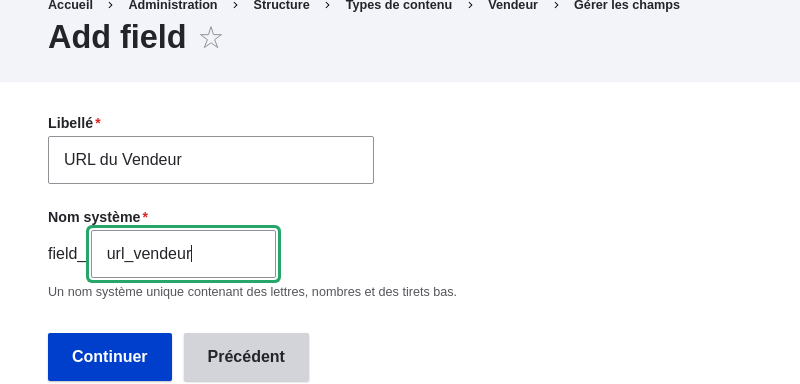 Accueil > Administration > Structure > Types de contenu > Vendeur > Gérer les champs
Add field
Libellé*
URL du Vendeur
Nom système*
field_ url_vendeur
Un nom système unique contenant des lettres, nombres et des tirets bas.
Continuer Précédent